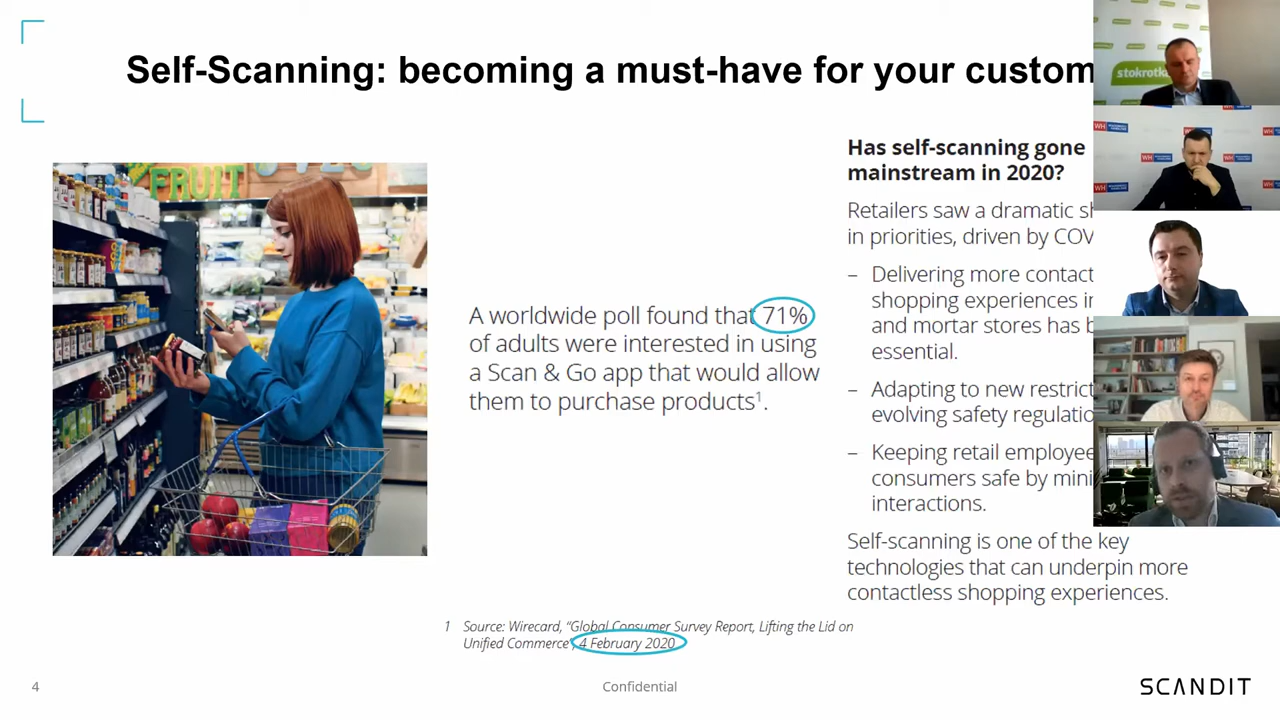 Self-Scanning: becoming a must-have for your custom
FRUIT
stokrotka
WH
WH
WH
WH
Has self-scanning gone
mainstream in 2020?
Retailers saw a dramatic
in priorities, driven by COV
– Delivering more contact
shopping experiences in
and mortar stores has
essential.
– Adapting to new restrict
evolving safety regulatio
– Keeping retail employee
consumers safe by mini
interactions.
Self-scanning is one of the key
technologies that can underpin more
contactless shopping experiences.
A worldwide poll found that 71%
of adults were interested in using
a Scan & Go app that would allow
them to purchase products¹.
1 Source: Wirecard, “Global Consumer Survey Report, Lifting the Lid on
Unified Commerce”, 4 February 2020
4
Confidential
SCANDIT